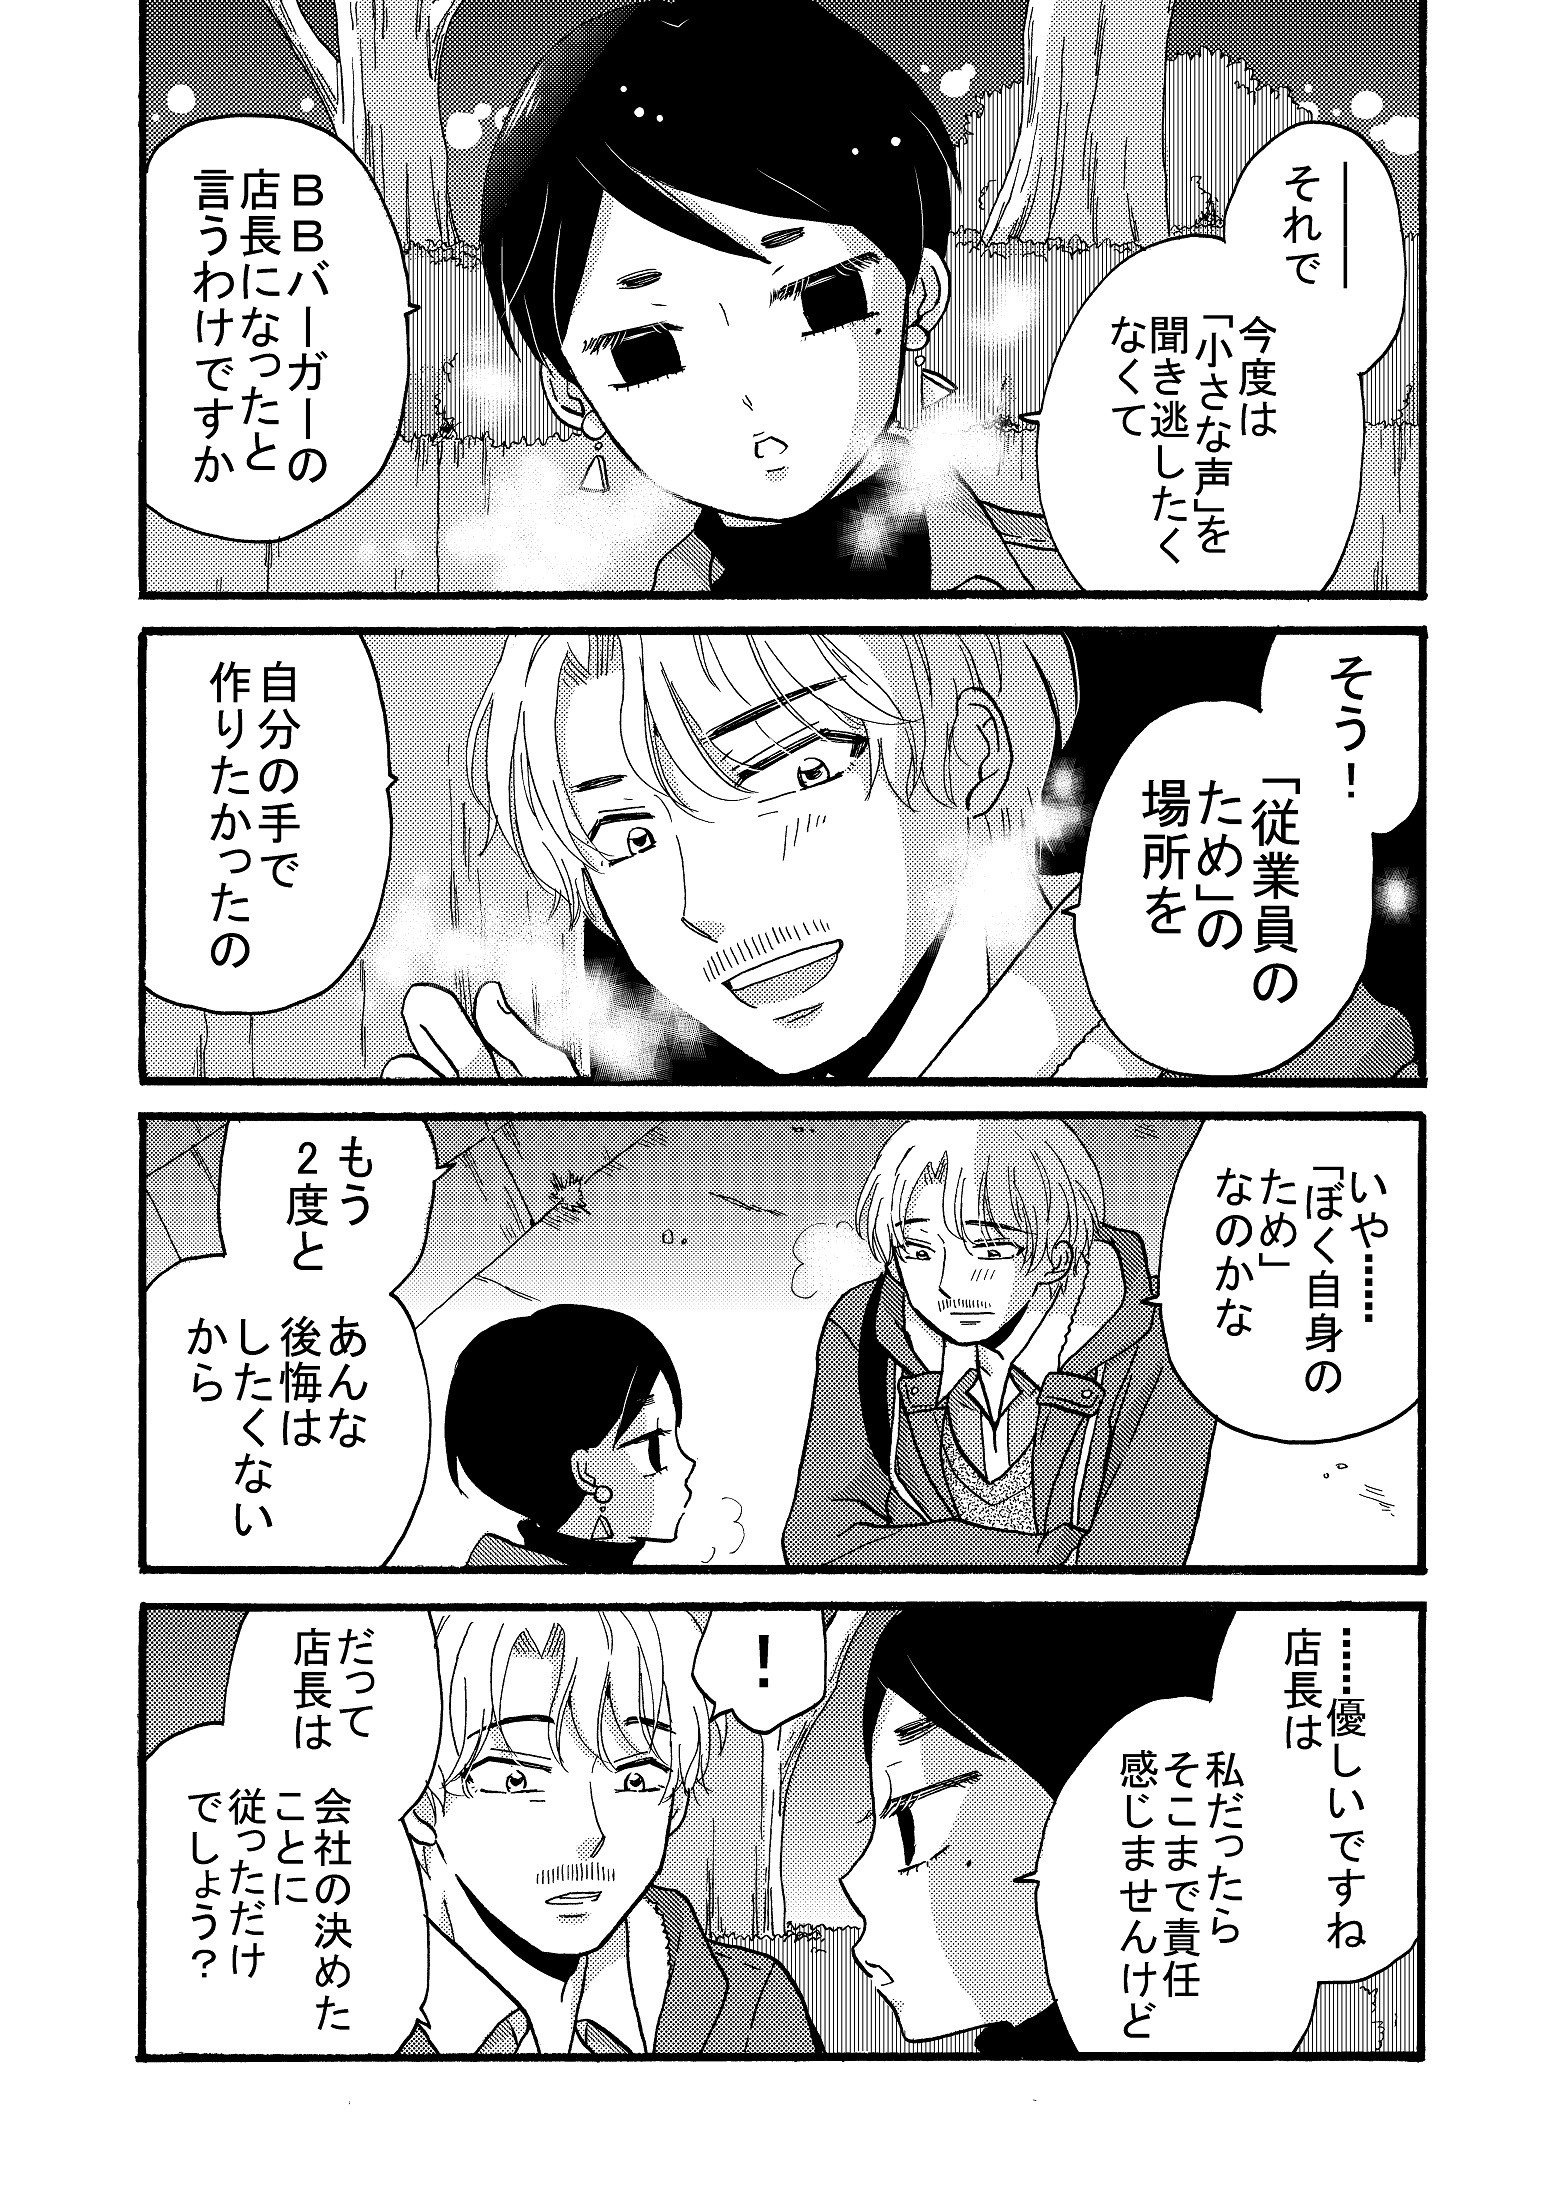 ――それで
今度は
「小さな声」を
聞き逃したく
なくて
ＢＢバーガーの
店長になったと
言うわけですか
そう！
「従業員の
ため」の
場所を
自分の手で
作りたかったの
いや……
「ぼく自身の
ため」
なのかな
もう
2度と
あんな
後悔は
したくない
から
……優しいですね
店長は
私だったら
そこまで責任
感じませんけど
！
だって
店長は
会社の決めた
ことに
従っただけ
でしょう？